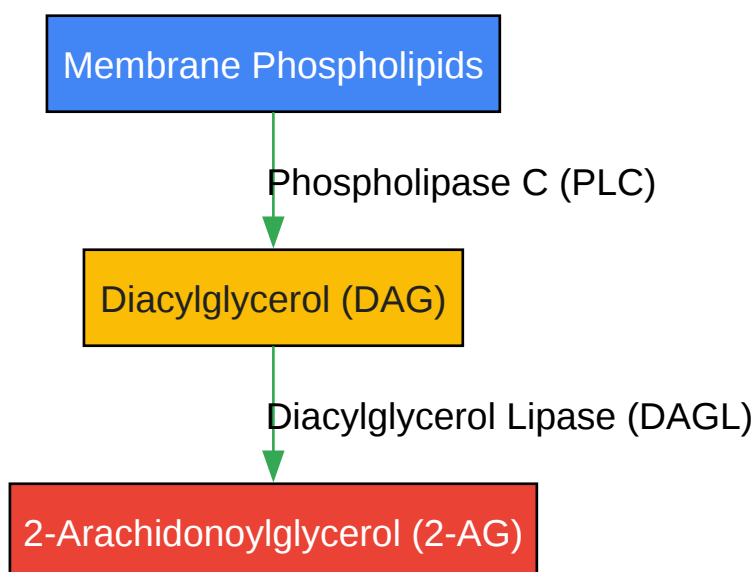 Membrane Phospholipids
Phospholipase C (PLC)
Diacylglycerol (DAG)
Diacylglycerol Lipase (DAGL)
2-Arachidonoylglycerol (2-AG)